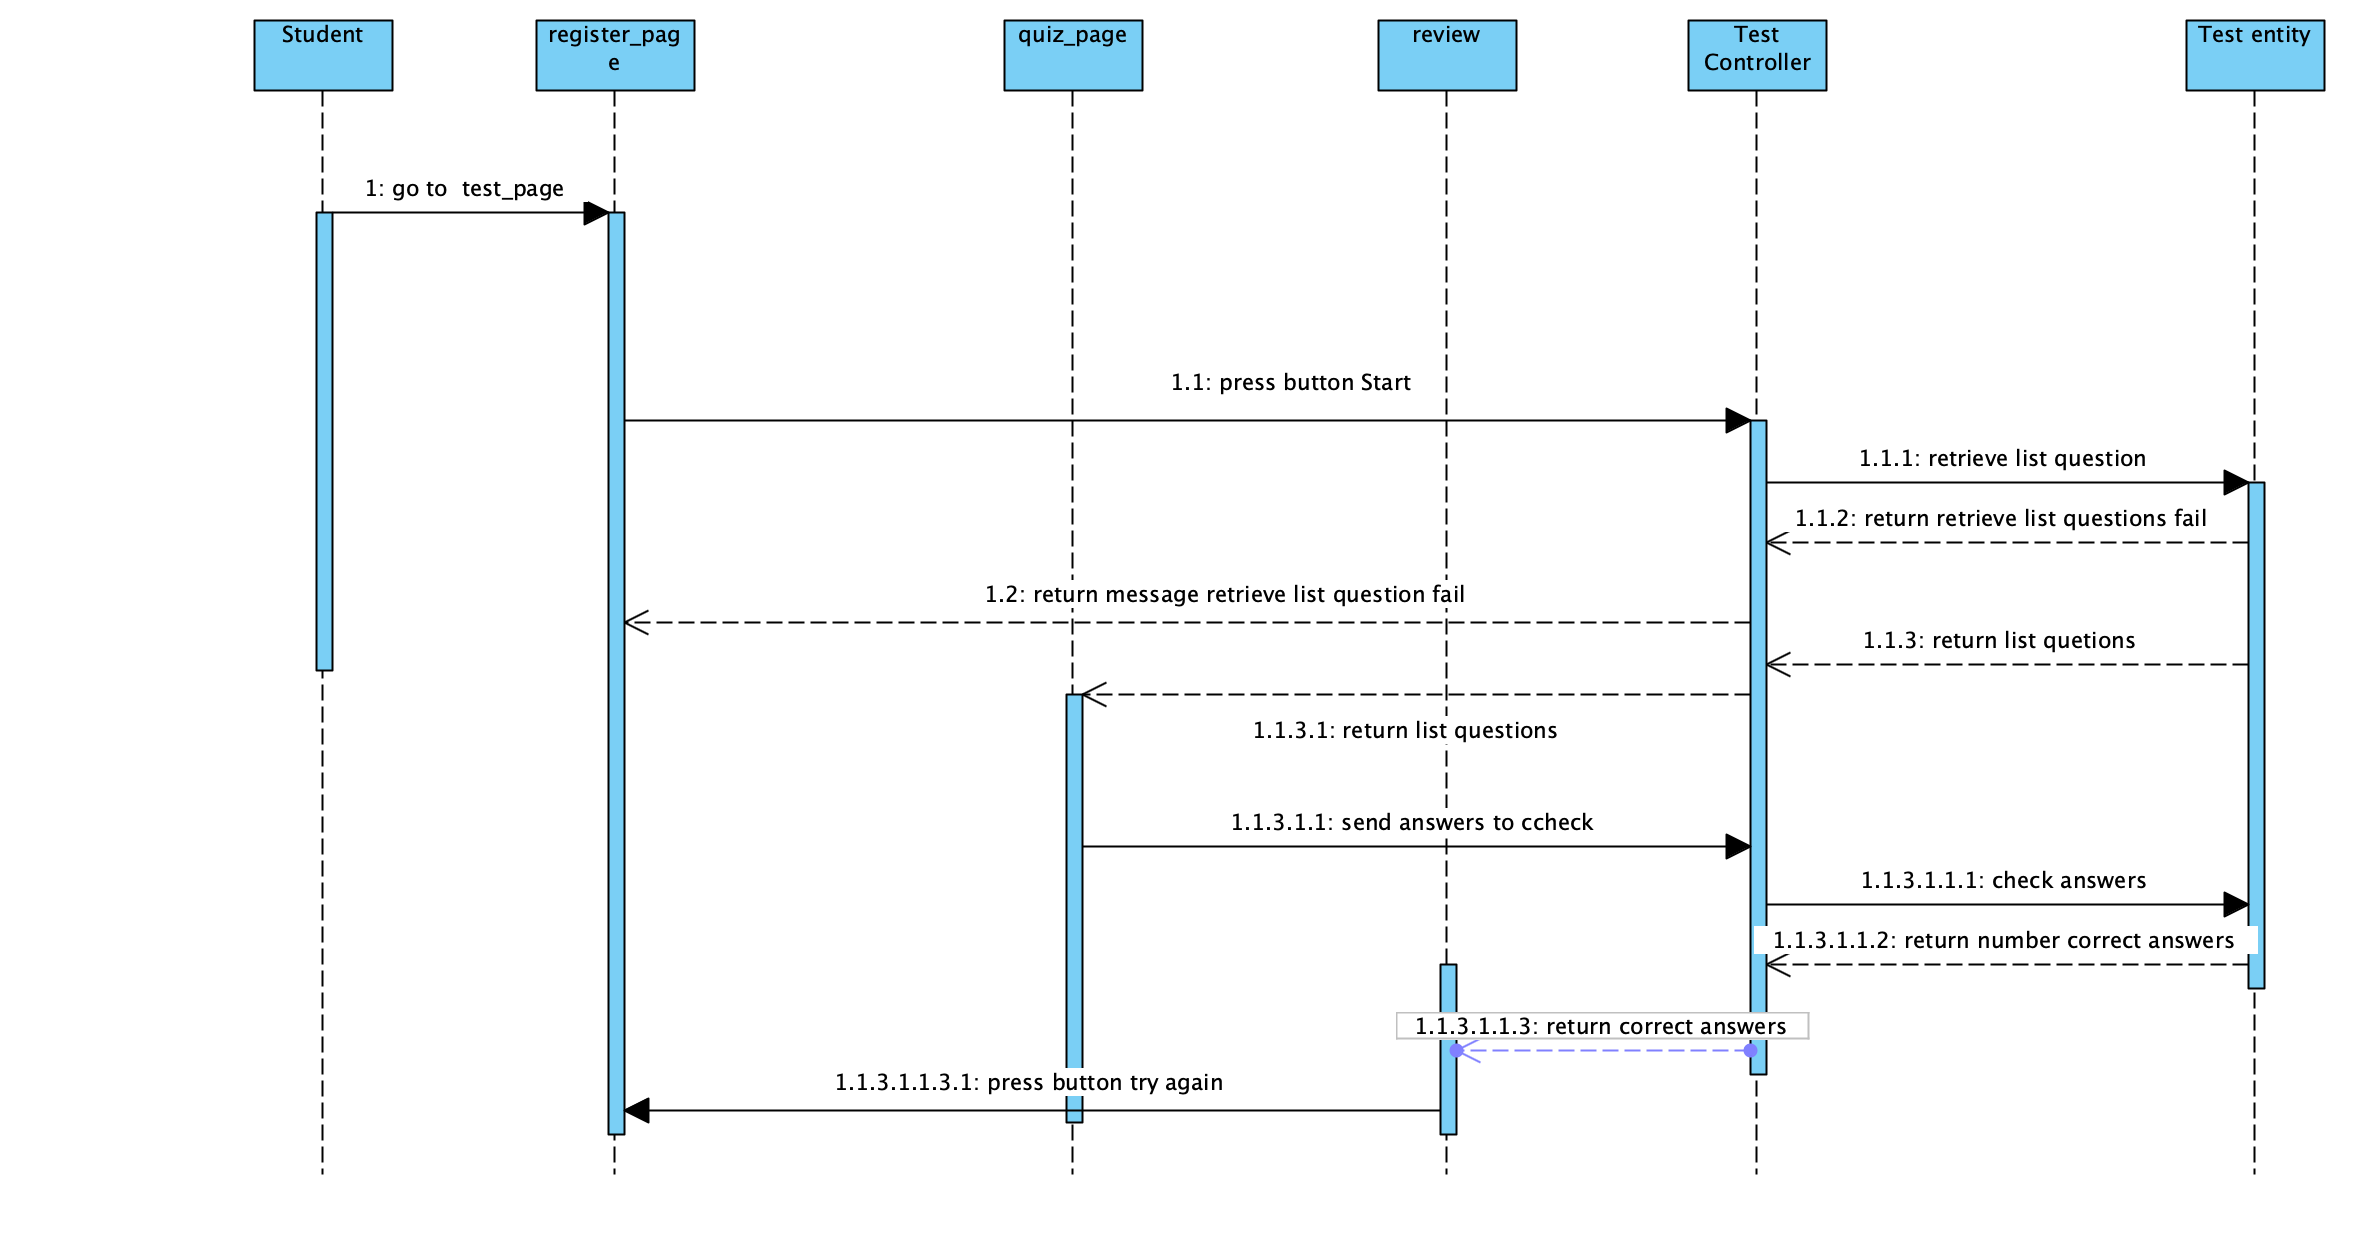 Student
register_pag
e
quiz_page
review
Test
Controller
Test entity
1: go to  test_page
1.1: press button Start
1.1.1: retrieve list question
1.1.2: return retrieve list questions fail
1.2: return message retrieve list question fail
1.1.3: return list quetions
1.1.3.1: return list questions
1.1.3.1.1: send answers to ccheck
1.1.3.1.1.1: check answers
1.1.3.1.1.2: return number correct answers
1.1.3.1.1.3: return correct answers
1.1.3.1.1.3.1: press button try again